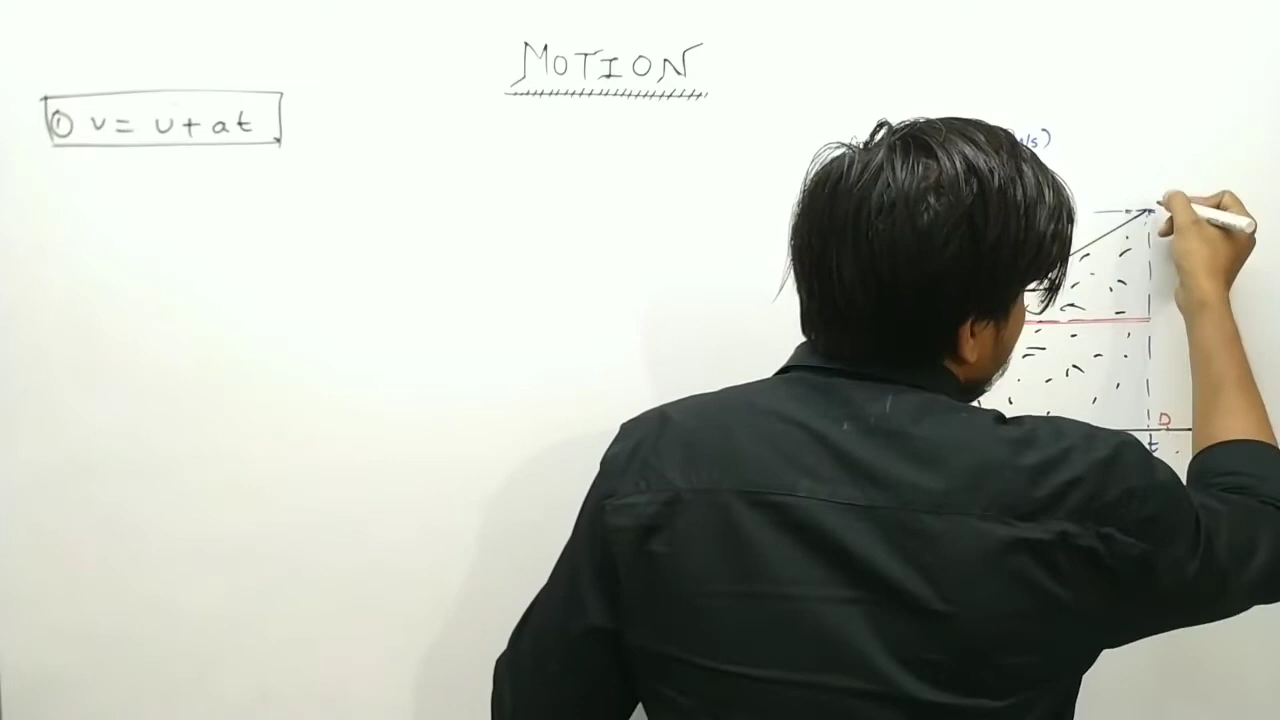 MOTION
① v = u + at
/s)
D
t